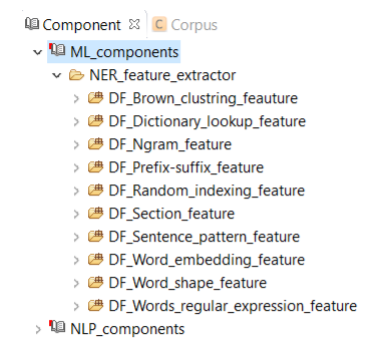 Component C Corpus
ML_components
NER_feature_extractor
DF_Brown_clustring_feauture
DF_Dictionary_lookup_feature
DF_Ngram_feature
DF_Prefix-suffix_feature
DF_Random_indexing_feature
DF_Section_feature
DF_Sentence_pattern_feature
DF_Word_embedding_feature
DF_Word_shape_feature
DF_Words_regular_expression_feature
NLP_components